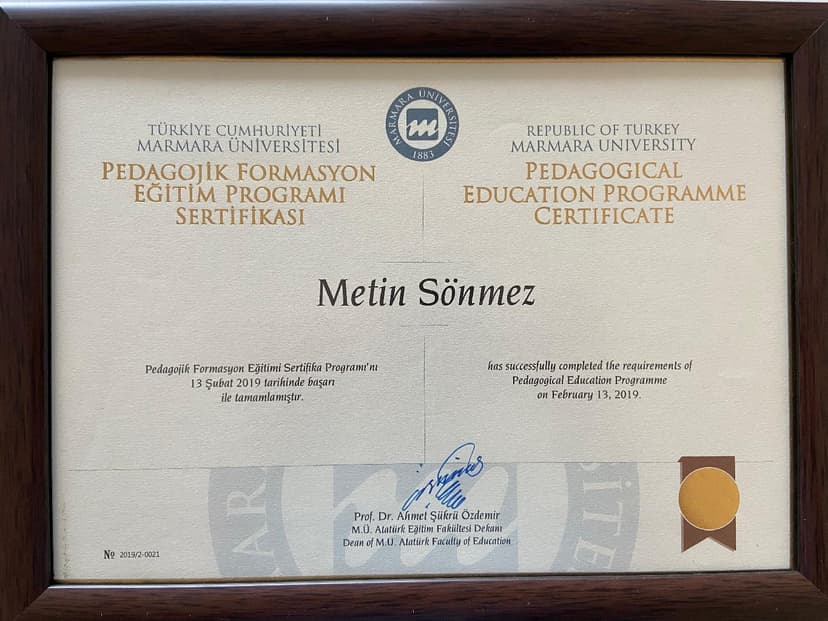 MARMARA ÜNİVERSİTESİ
m
1883
TÜRKİYE CUMHURİYETİ
MARMARA ÜNİVERSİTESİ
PEDAGOJİK FORMASYON
EĞİTİM PROGRAMI
SERTİFİKASI
REPUBLIC OF TURKEY
MARMARA UNIVERSITY
PEDAGOGICAL
EDUCATION PROGRAMME
CERTIFICATE
Metin Sönmez
Pedagojik Formasyon Eğitimi Sertifika Programı'nı
13 Şubat 2019 tarihinde başarı
ile tamamlamıştır.
has successfully completed the requirements of
Pedagogical Education Programme
on February 13, 2019.
Prof. Dr. Ahmet Şükrü Özdemir
M.Ü. Atatürk Eğitim Fakültesi Dekanı
Dean of M.U. Atatürk Faculty of Education
№ 2019/2-0021